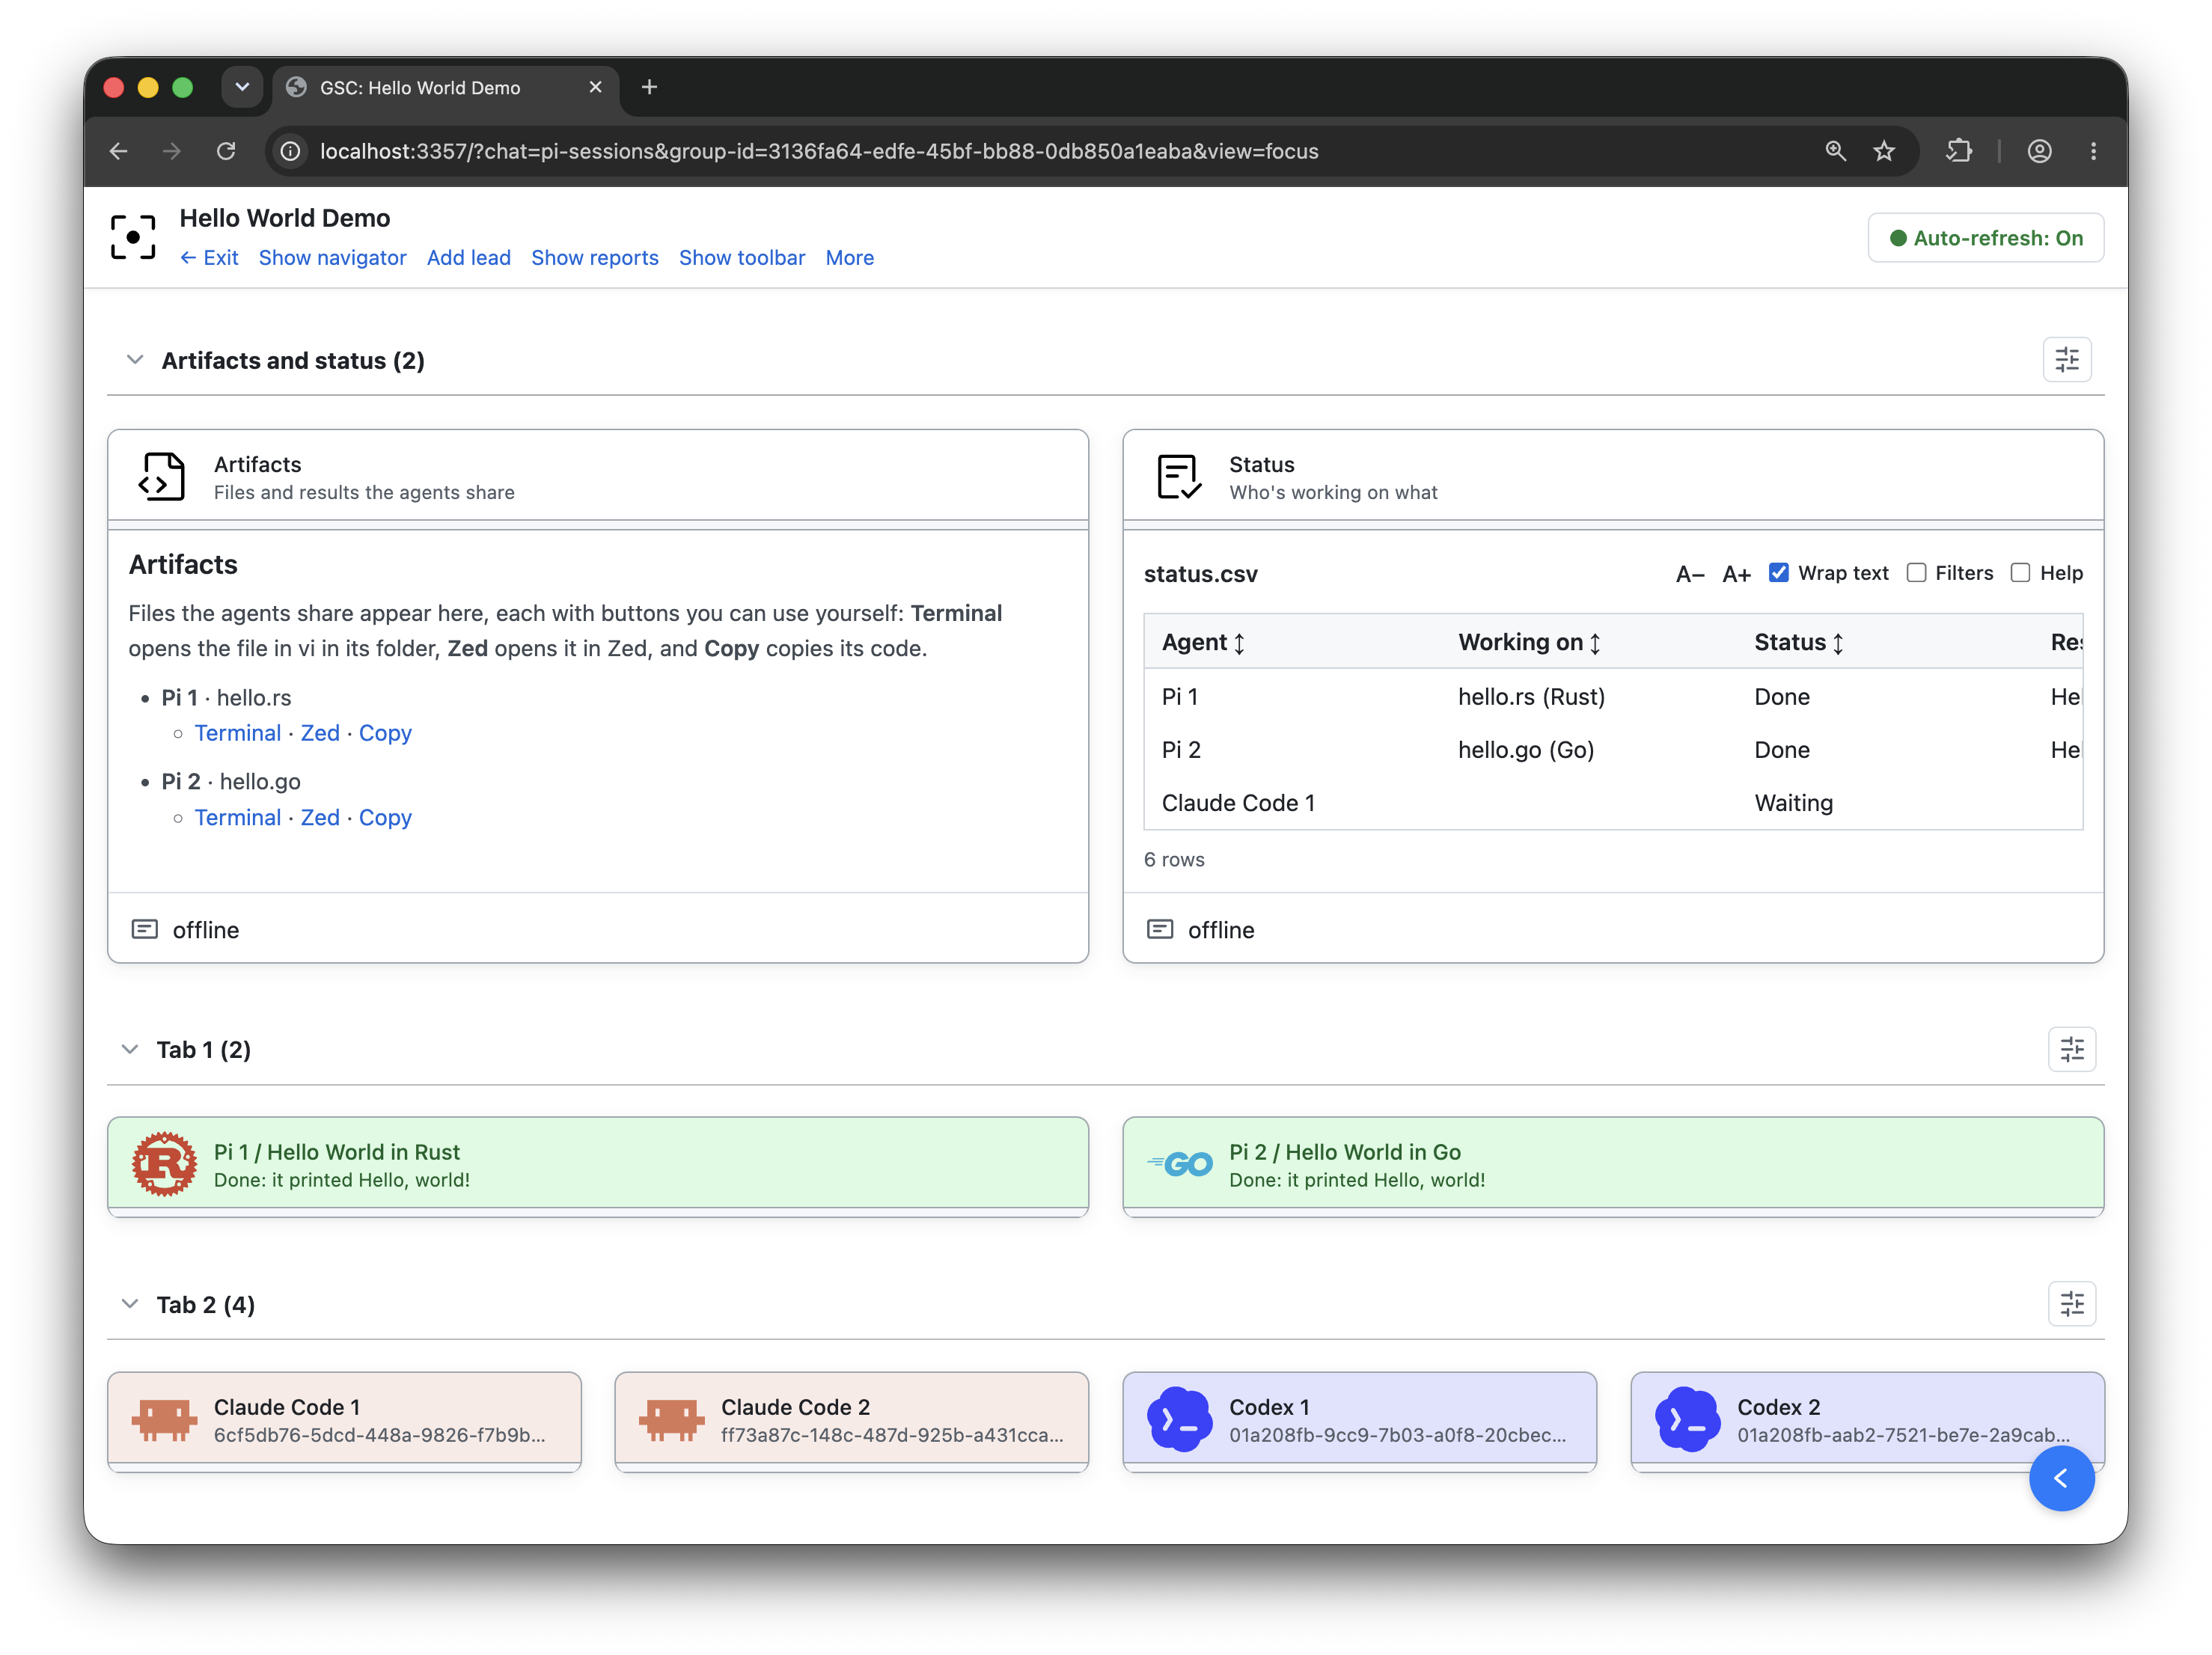 GSC: Hello World Demo
localhost:3357/?chat=pi-sessions&group-id=3136fa64-edfe-45bf-bb88-0db850a1eaba&view=focus
Hello World Demo
← Exit Show navigator Add lead Show reports Show toolbar More
Auto-refresh: On
Artifacts and status (2)
Artifacts
Files and results the agents share
Artifacts
Files the agents share appear here, each with buttons you can use yourself: Terminal
opens the file in vi in its folder, Zed opens it in Zed, and Copy copies its code.
• Pi 1 · hello.rs
Terminal · Zed · Copy
• Pi 2 · hello.go
Terminal · Zed · Copy
offline
Status
Who's working on what
status.csv
A– A+ Wrap text Filters Help
Agent Working on Status Res
Pi 1 hello.rs (Rust) Done Hel
Pi 2 hello.go (Go) Done Hel
Claude Code 1 Waiting
6 rows
offline
Tab 1 (2)
Pi 1 / Hello World in Rust
Done: it printed Hello, world!
GO
Pi 2 / Hello World in Go
Done: it printed Hello, world!
Tab 2 (4)
Claude Code 1
6cf5db76-5dcd-448a-9826-f7b9b...
Claude Code 2
ff73a87c-148c-487d-925b-a431cca...
Codex 1
01a208fb-9cc9-7b03-a0f8-20cbec...
Codex 2
01a208fb-aab2-7521-be7e-2a9cab...